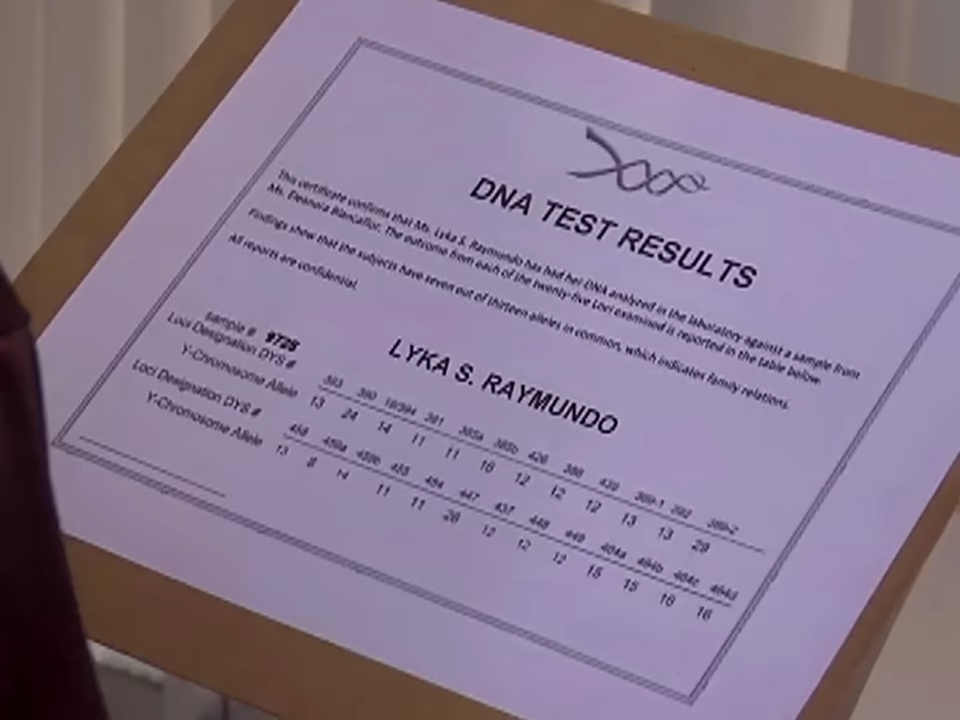 DNA TEST RESULTS
This certificate confirms that Ms. Lyka S. Raymundo has had her DNA analyzed in the laboratory against a sample from
Ms. Eleanora Blancaflor. The outcome from each of the twenty-five Loci examined is reported in the table below.
Findings show that the subjects have seven out of thirteen alleles in common, which indicates family relations.
All reports are confidential.
LYKA S. RAYMUNDO
sample # 9725
Loci Designation DYS # 393 390 19/394 391 385a 385b 426 388 439 389-1 392 389-2
Y-Chromosome Allele 13 24 14 11 11 16 12 12 12 13 13 29
Loci Designation DYS # 458 459a 459b 455 454 447 437 448 449 464a 464b 464c 464d
Y-Chromosome Allele 13 8 14 11 11 26 12 12 12 15 15 16 16